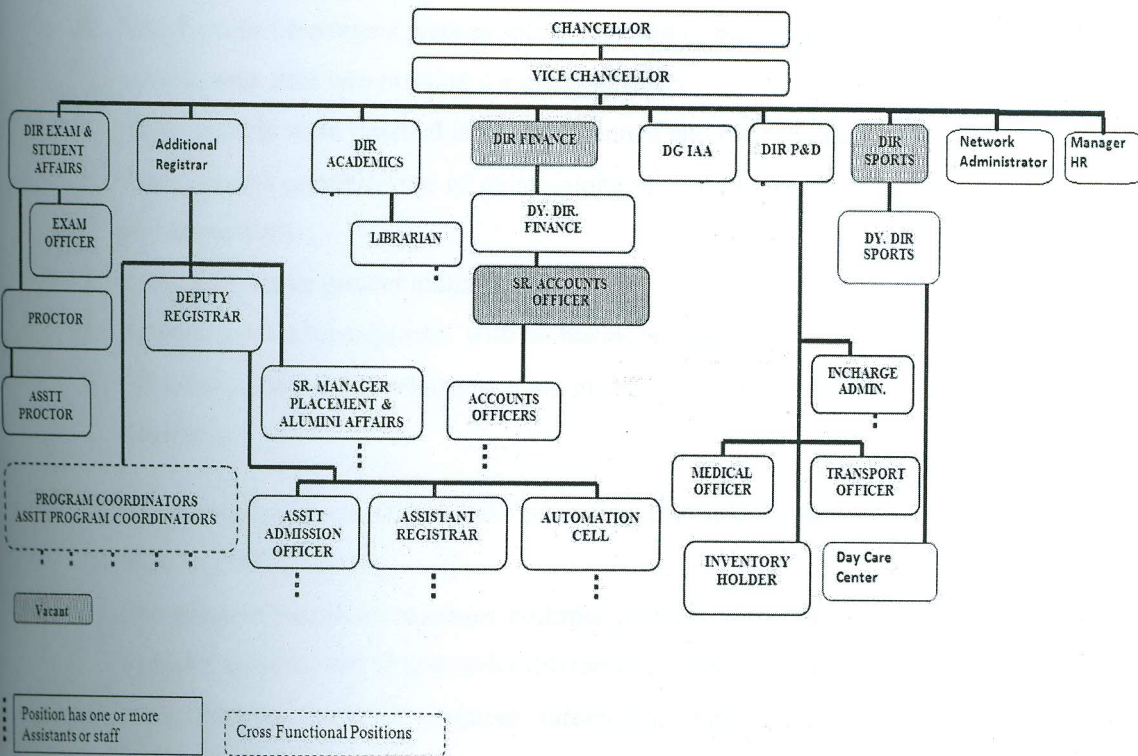 CHANCELLOR
VICE CHANCELLOR
DIR EXAM &
STUDENT
AFFAIRS
Additional
Registrar
DIR
ACADEMICS
DIR FINANCE
DG IAA
DIR P&D
DIR
SPORTS
Network
Administrator
Manager
HR
EXAM
OFFICER
LIBRARIAN
DY. DIR.
FINANCE
DY. DIR
SPORTS
PROCTOR
DEPUTY
REGISTRAR
SR. ACCOUNTS
OFFICER
ASSTT
PROCTOR
SR. MANAGER
PLACEMENT &
ALUMINI AFFAIRS
ACCOUNTS
OFFICERS
INCHARGE
ADMIN.
PROGRAM COORDINATORS
ASSTT PROGRAM COORDINATORS
ASSTT
ADMISSION
OFFICER
ASSISTANT
REGISTRAR
AUTOMATION
CELL
MEDICAL
OFFICER
TRANSPORT
OFFICER
INVENTORY
HOLDER
Day Care
Center
Vacant
Position has one or more
Assistants or staff
Cross Functional Positions